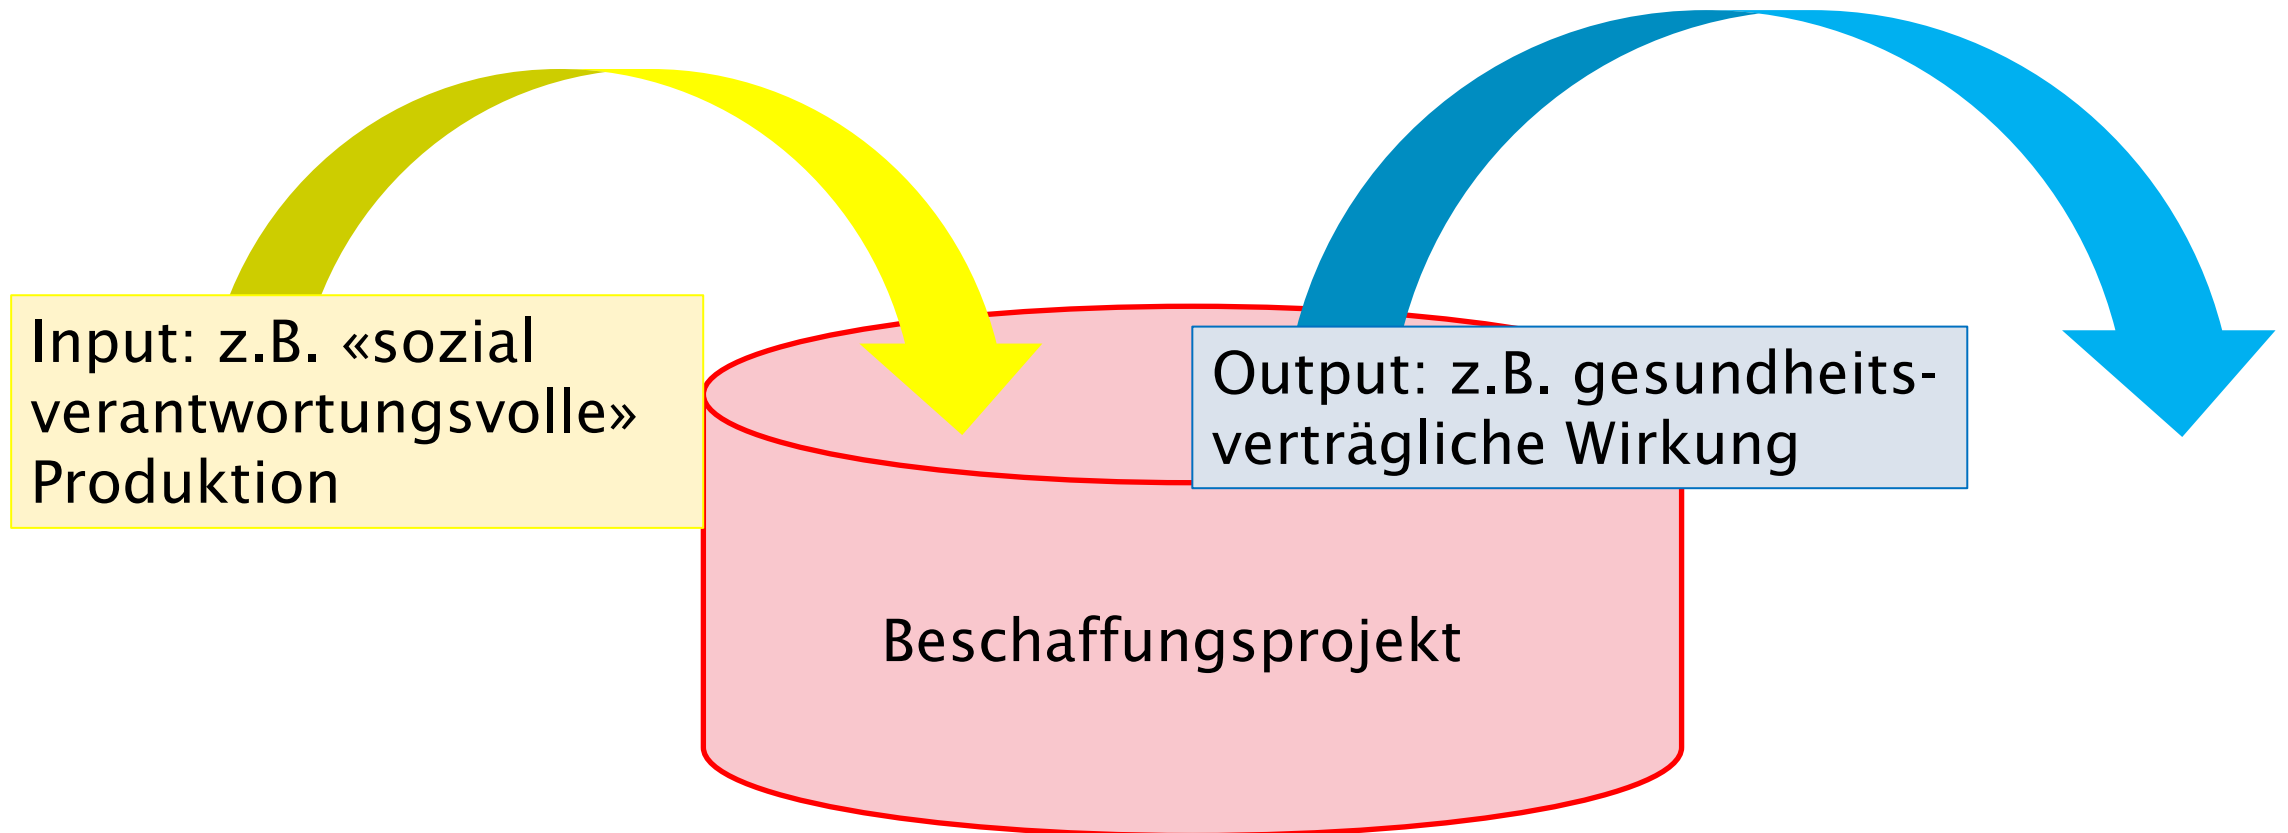 Input: z.B. «sozial
verantwortungsvolle»
Produktion
Output: z.B. gesundheits-
verträgliche Wirkung
Beschaffungsprojekt